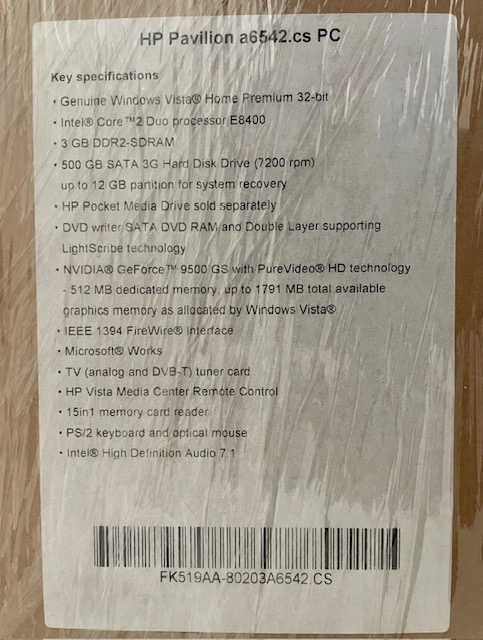 HP Pavilion a6542.cs PC
Key specifications
• Genuine Windows Vista® Home Premium 32-bit
• Intel® Core™2 Duo processor E8400
• 3 GB DDR2-SDRAM
• 500 GB SATA 3G Hard Disk Drive (7200 rpm)
up to 12 GB partition for system recovery
• HP Pocket Media Drive sold separately
• DVD writer SATA DVD RAM and Double Layer supporting
LightScribe technology
• NVIDIA® GeForce™ 9500 GS with PureVideo® HD technology
- 512 MB dedicated memory, up to 1791 MB total available
graphics memory as allocated by Windows Vista®
• IEEE 1394 FireWire® Interface
• Microsoft® Works
• TV (analog and DVB-T) tuner card
• HP Vista Media Center Remote Control
• 15in1 memory card reader
• PS/2 keyboard and optical mouse
• Intel® High Definition Audio 7.1
FK519AA-80203A6542.CS